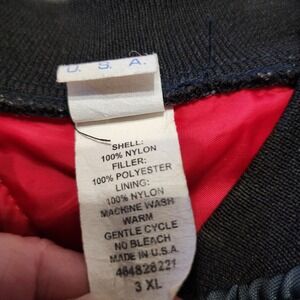 U. S. A.
SHELL:
100% NYLON
FILLER:
100% POLYESTER
LINING:
100% NYLON
MACHINE WASH
WARM
GENTLE CYCLE
NO BLEACH
MADE IN U.S.A.
464826221
3 XL